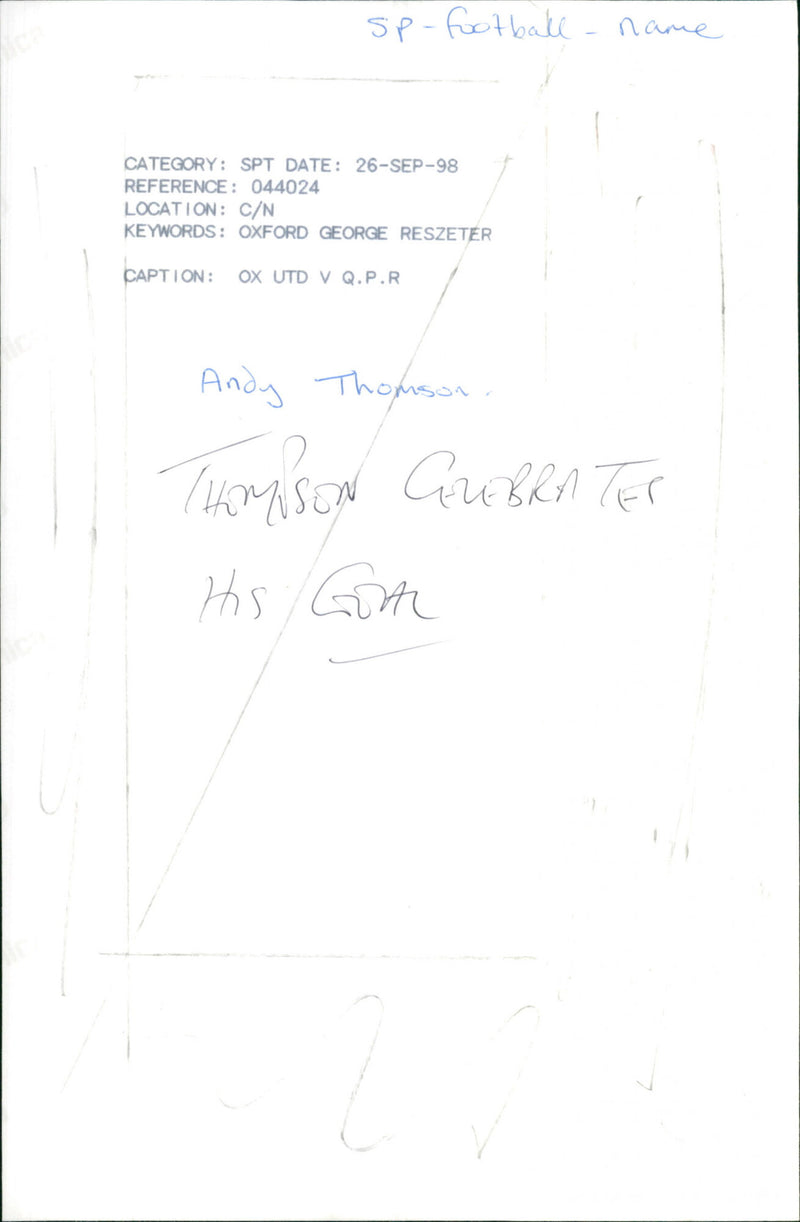 SP - football - name
CATEGORY: SPT DATE: 26-SEP-98
REFERENCE: 044024
LOCATION: C/N
KEYWORDS: OXFORD GEORGE RESZETER
CAPTION: OX UTD V Q.P.R
Andy Thomson.
THOMPSON CELEBRATES
HIS GOAL